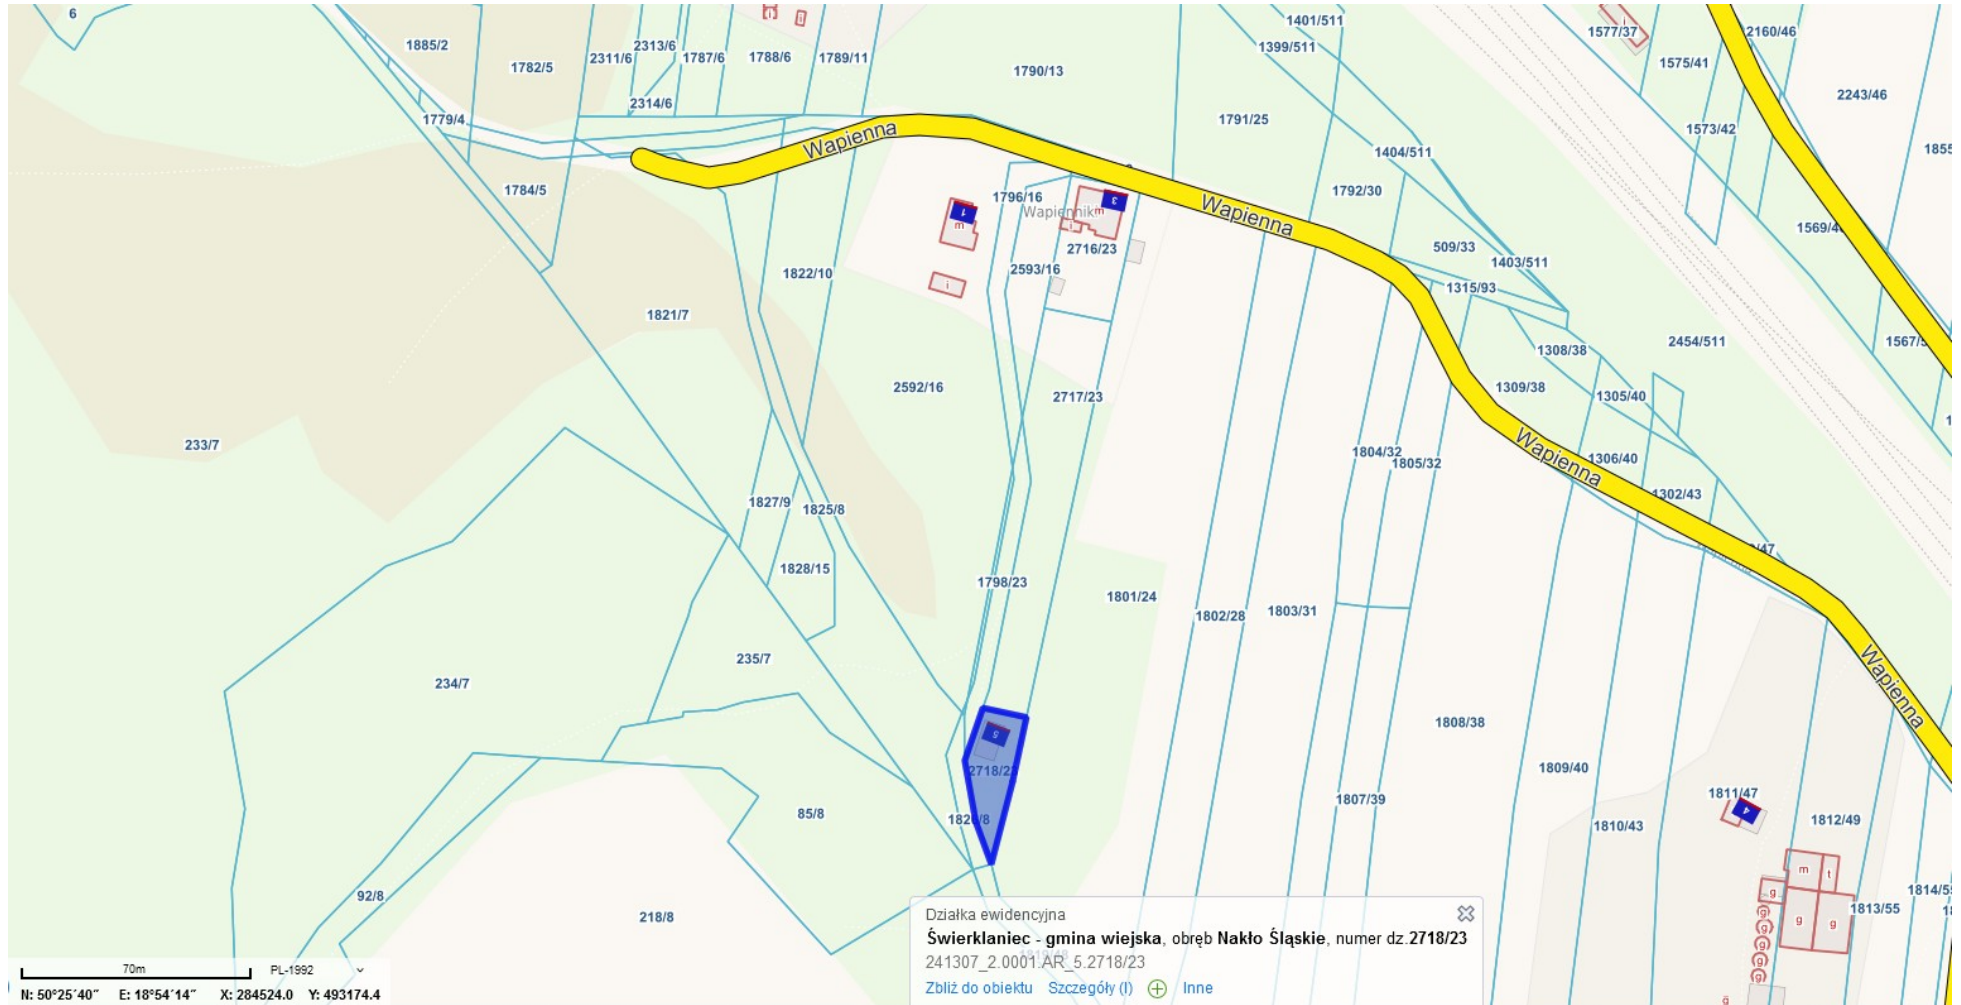 6
1885/2
1782/5
2311/6
2313/6
1787/6
1788/6
1789/11
2314/6
1779/4
1790/13
1401/511
1399/511
1577/37
2160/46
1575/41
2243/46
1573/42
1791/25
1404/511
1792/30
Wapienna
1784/5
1796/16
Wapienniki
1
m
3
m
i
2716/23
2593/16
Wapienna
509/33
1403/511
1315/93
1822/10
i
1821/7
2454/511
1308/38
1309/38
1305/40
2592/16
2717/23
233/7
1804/32
1805/32
Wapienna
1306/40
1302/43
1827/9
1825/8
1828/15
1798/23
1801/24
1802/28
1803/31
235/7
234/7
Wapienna
1808/38
5
2718/23
1809/40
1807/39
1811/47
4
1810/43
1812/49
85/8
92/8
218/8
m
t
g
g
g
g
g
g
g
g
g
1813/55
Działka ewidencyjna
Świerklaniec - gmina wiejska, obręb Nakło Śląskie, numer dz.2718/23
241307_2.0001.AR_5.2718/23
Zbliż do obiektu Szczegóły (I) Inne
70m
PL-1992
N: 50°25´40″ E: 18°54´14″ X: 284524.0 Y: 493174.4